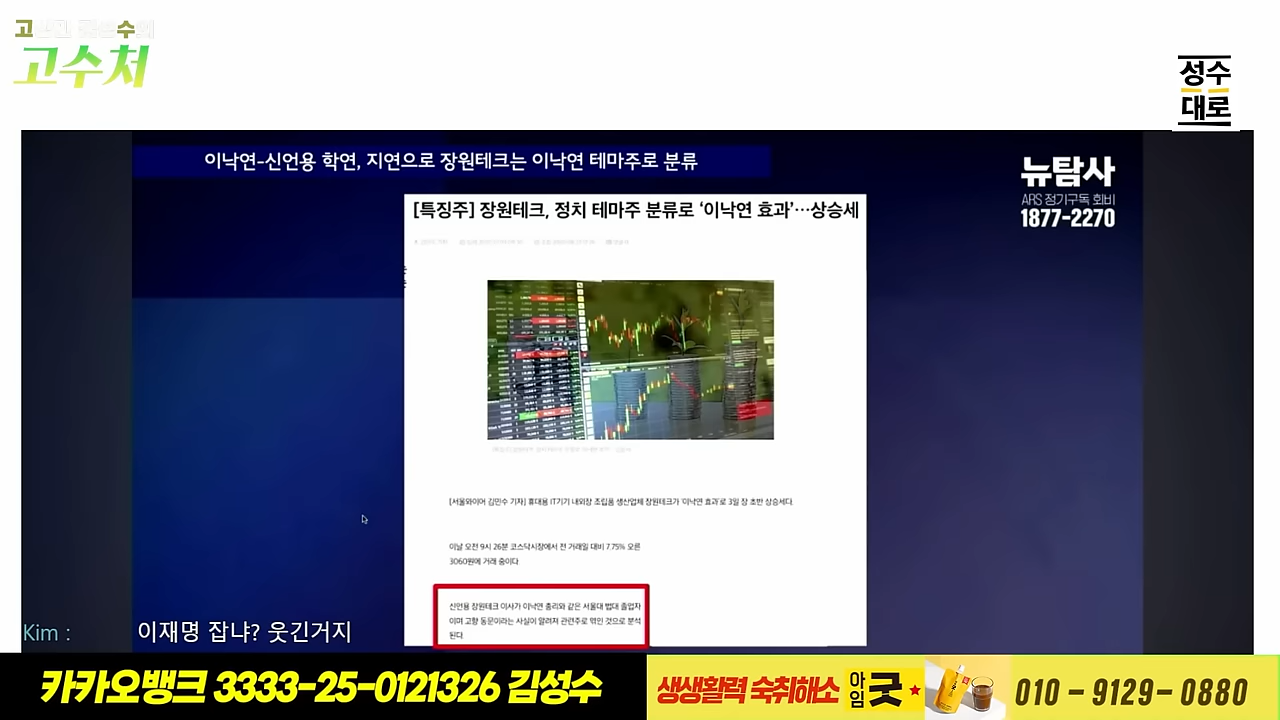 고수처
성수
대로
이낙연-신언용 학연, 지연으로 장원테크는 이낙연 테마주로 분류
뉴탐사
ARS 정기구독 회비
1877-2270
[특징주] 장원테크, 정치 테마주 분류로 ‘이낙연 효과’…상승세
[서울와이어 김민수 기자] 휴대용 IT기기 내외장 조립품 생산업체 장원테크가 '이낙연 효과'로 3일 장 초반 상승세다.
이날 오전 9시 26분 코스닥시장에서 전 거래일 대비 7.75% 오른
3060원에 거래 중이다.
신언용 장원테크 이사가 이낙연 총리와 같은 서울대 법대 졸업자
이며 고향 동문이라는 사실이 알려져 관련주로 엮인 것으로 분석
된다
Kim : 이재명 잡냐? 웃긴거지
카카오뱅크 3333-25-0121326 김성수
생생활력 숙취해소 아임 굿 010 – 9129 – 0880